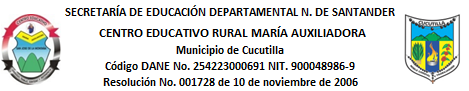 SECRETARÍA DE EDUCACIÓN DEPARTAMENTAL N. DE SANTANDER
CENTRO EDUCATIVO RURAL MARÍA AUXILIADORA
Municipio de Cucutilla
Código DANE No. 254223000691 NIT. 900048986-9
Resolución No. 001728 de 10 de noviembre de 2006
CUCUTILLA